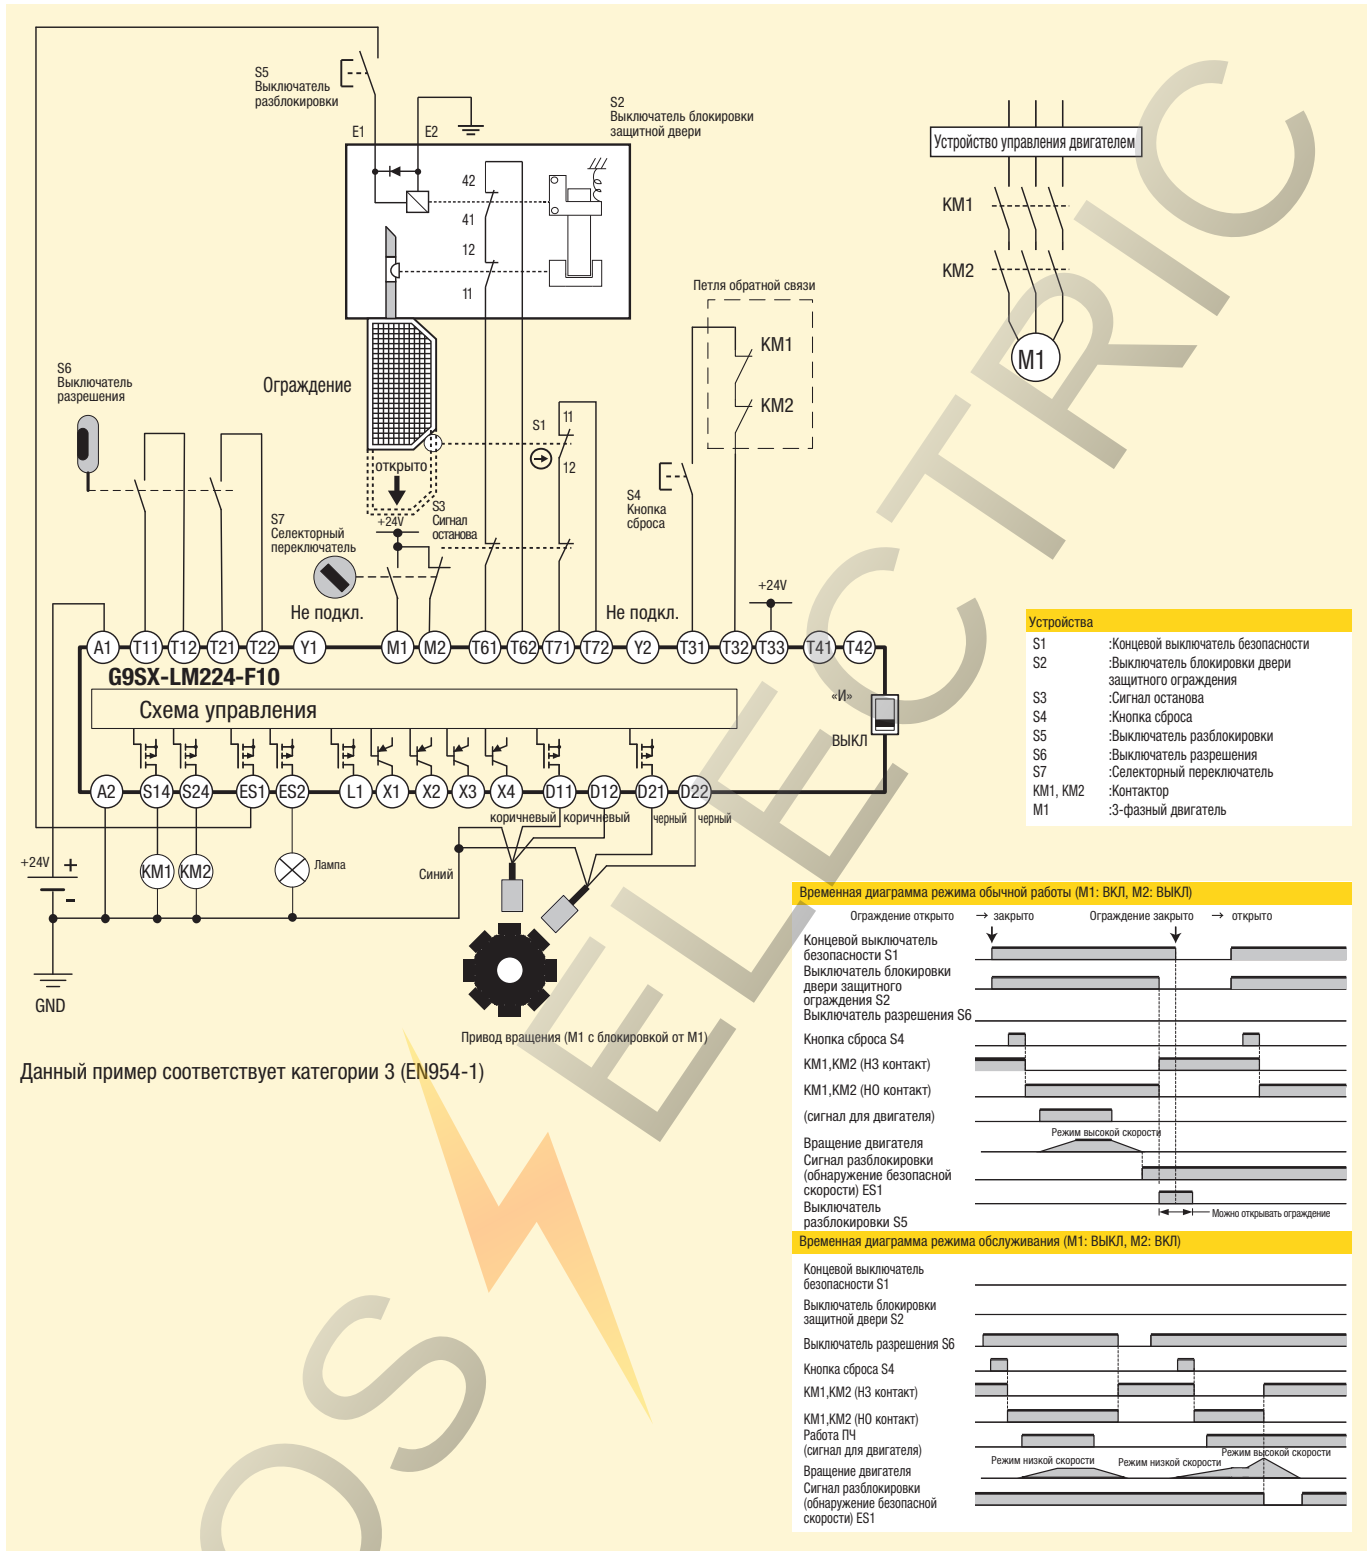 S5
Выключатель
разблокировки
E1
E2
S2
Выключатель блокировки
защитной двери
42
41
12
11
Устройство управления двигателем
KM1
KM2
M1
Петля обратной связи
KM1
KM2
S6
Выключатель
разрешения
Ограждение
открыто
S1
11
12
S4
Кнопка
сброса
S7
Селекторный
переключатель
+24V
S3
Сигнал
останова
+24V
Не подкл.
Не подкл.
A1
T11
T12
T21
T22
Y1
M1
M2
T61
T62
T71
T72
Y2
T31
T32
T33
T41
T42
G9SX-LM224-F10
Схема управления
«И»
ВЫКЛ
A2
S14
S24
ES1
ES2
L1
X1
X2
X3
X4
D11
D12
D21
D22
коричневый
коричневый
черный
черный
+24V
+
-
KM1
KM2
Лампа
Синий
GND
Привод вращения (M1 с блокировкой от M1)
Данный пример соответствует категории 3 (EN954-1)
Устройства
S1 :Концевой выключатель безопасности
S2 :Выключатель блокировки двери
защитного ограждения
S3 :Сигнал останова
S4 :Кнопка сброса
S5 :Выключатель разблокировки
S6 :Выключатель разрешения
S7 :Селекторный переключатель
KM1, KM2 :Контактор
M1 :3-фазный двигатель
Временная диаграмма режима обычной работы (M1: ВКЛ, M2: ВЫКЛ)
Ограждение открыто → закрыто Ограждение закрыто → открыто
Концевой выключатель
безопасности S1
Выключатель блокировки
двери защитного
ограждения S2
Выключатель разрешения S6
Кнопка сброса S4
KM1,KM2 (НЗ контакт)
KM1,KM2 (НО контакт)
(сигнал для двигателя)
Режим высокой скорости
Вращение двигателя
Сигнал разблокировки
(обнаружение безопасной
скорости) ES1
Выключатель
разблокировки S5
Можно открывать ограждение
Временная диаграмма режима обслуживания (M1: ВЫКЛ, M2: ВКЛ)
Концевой выключатель
безопасности S1
Выключатель блокировки
защитной двери S2
Выключатель разрешения S6
Кнопка сброса S4
KM1,KM2 (НЗ контакт)
KM1,KM2 (НО контакт)
Работа ПЧ
(сигнал для двигателя)
Режим низкой скорости
Режим низкой скорости
Режим высокой скорости
Вращение двигателя
Сигнал разблокировки
(обнаружение безопасной
скорости) ES1
OS ELECTRIC